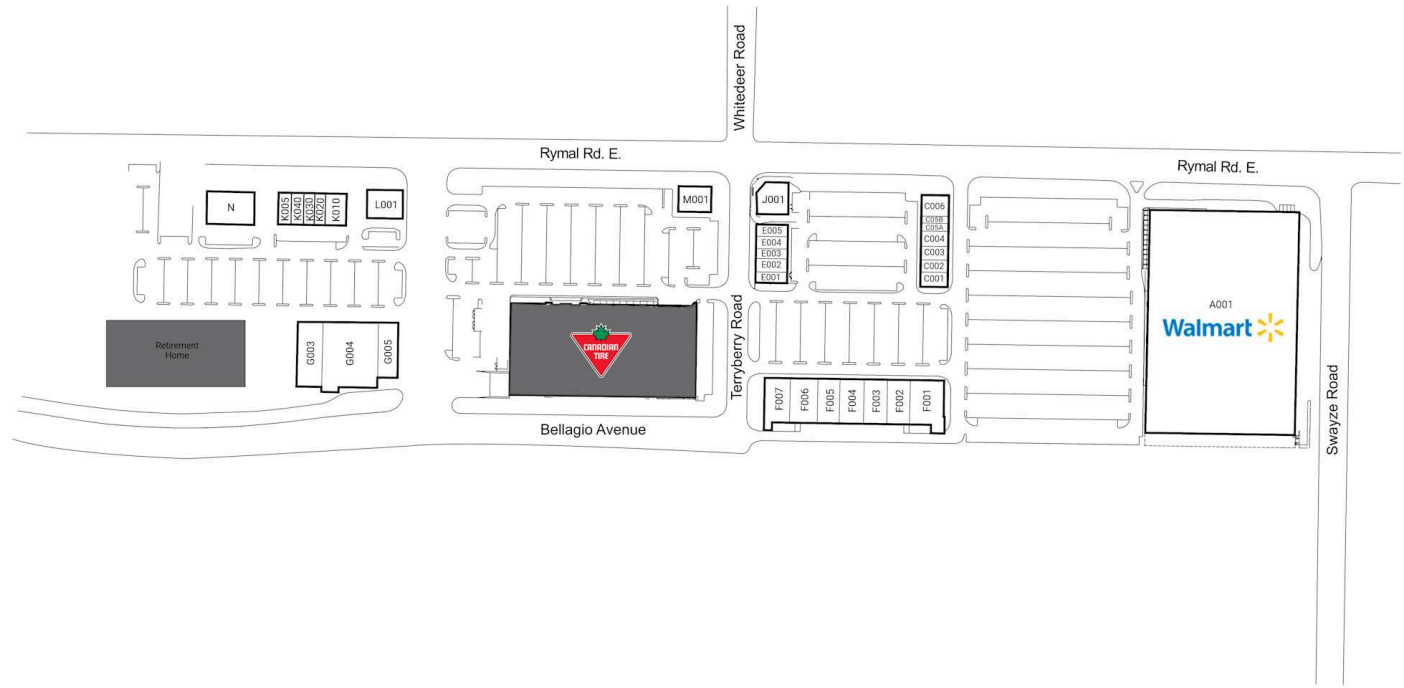 Whitedeer Road
Rymal Rd. E.
Rymal Rd. E.
N
K005
K040
K030
K020
K010
L001
M001
J001
E005
E004
E003
E002
E001
C006
C05B
C05A
C004
C003
C002
C001
A001
Walmart
Retirement
Home
G003
G004
G005
CANADIAN
TIRE
Terryberry Road
F007
F006
F005
F004
F003
F002
F001
Bellagio Avenue
Swayze Road